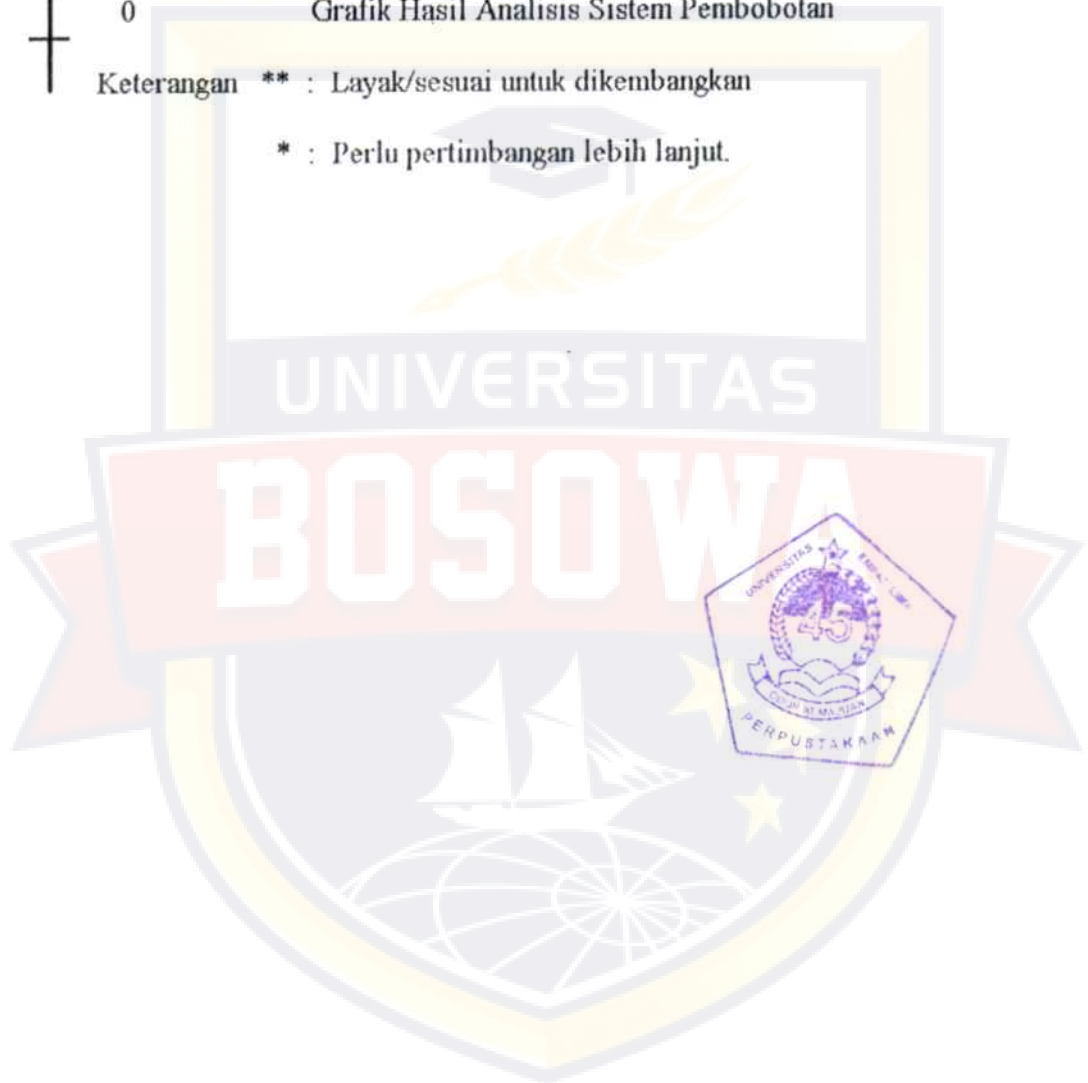 0 Grafik Hasil Analisis Sistem Pembobotan
Keterangan ** : Layak/sesuai untuk dikembangkan
* : Perlu pertimbangan lebih lanjut.
UNIVERSITAS
BOSOWA
UNIVERSITAS
45
PERPUSTAKAAN